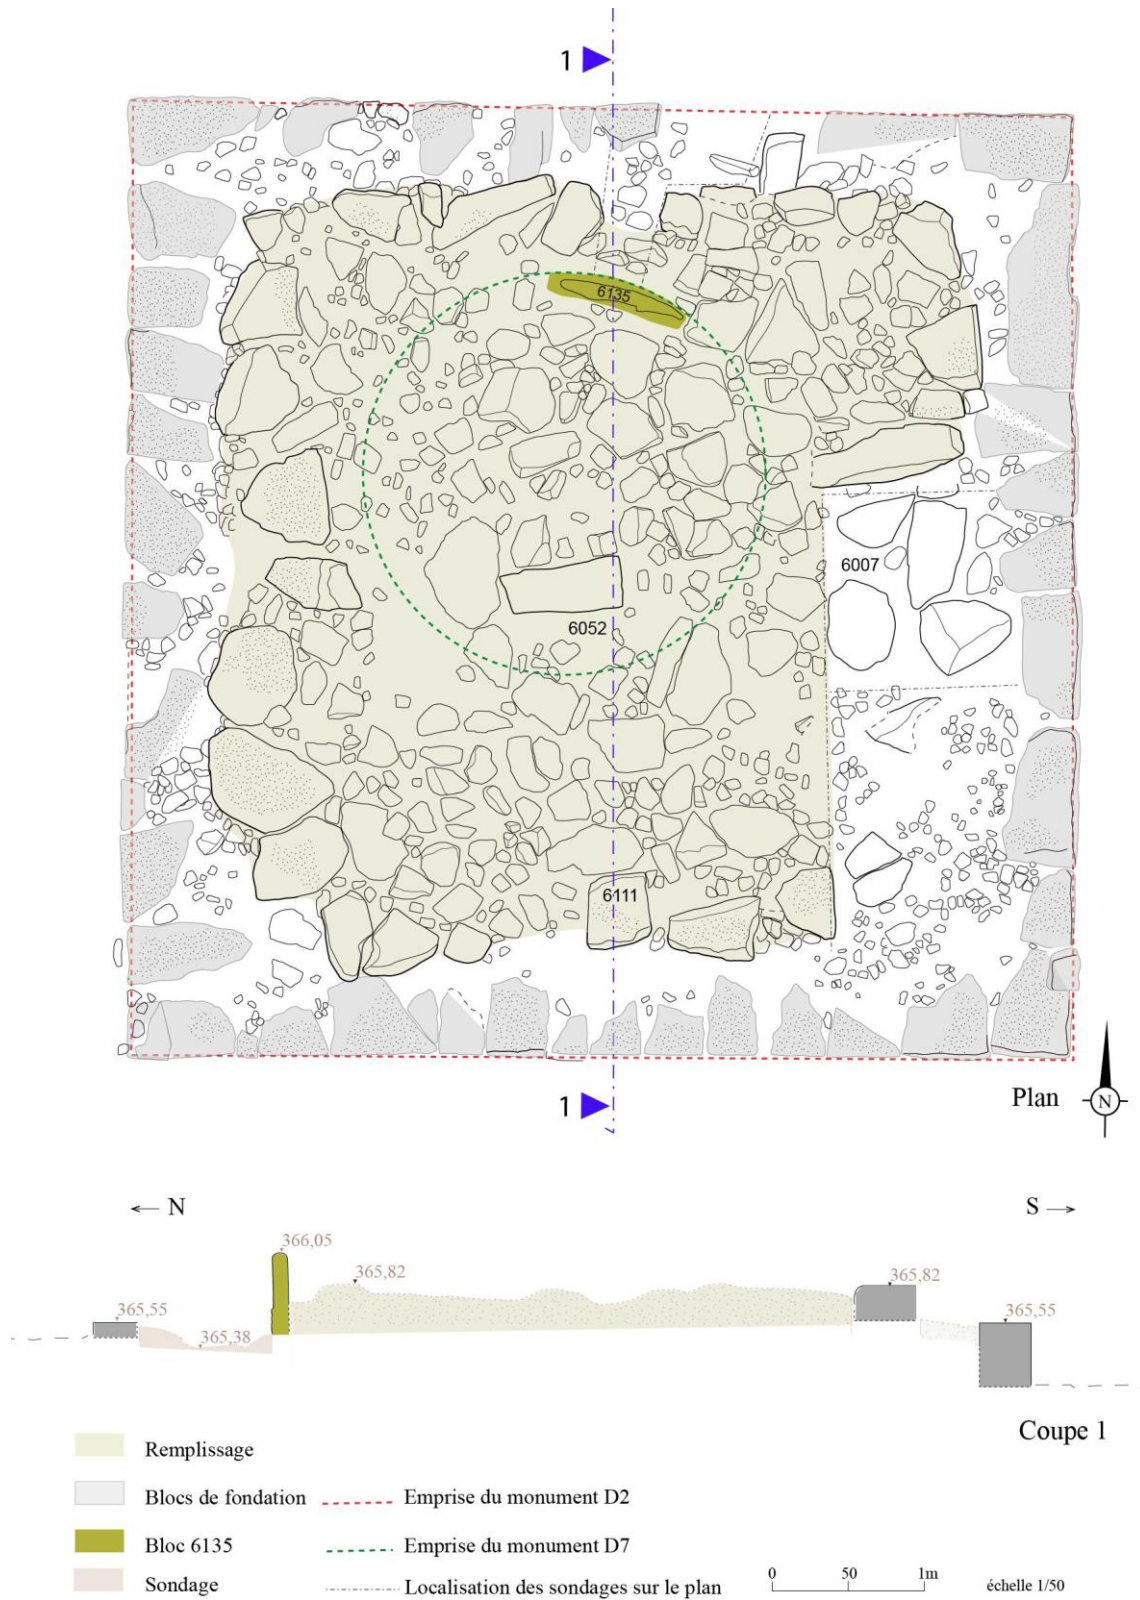 1
6135
6007
6052
6111
1
Plan
N
← N
S →
366,05
365,82
365,82
365,55
365,55
365,38
Coupe 1
Remplissage
Blocs de fondation
Emprise du monument D2
Bloc 6135
Emprise du monument D7
Sondage
Localisation des sondages sur le plan
0 50 1m
échelle 1/50